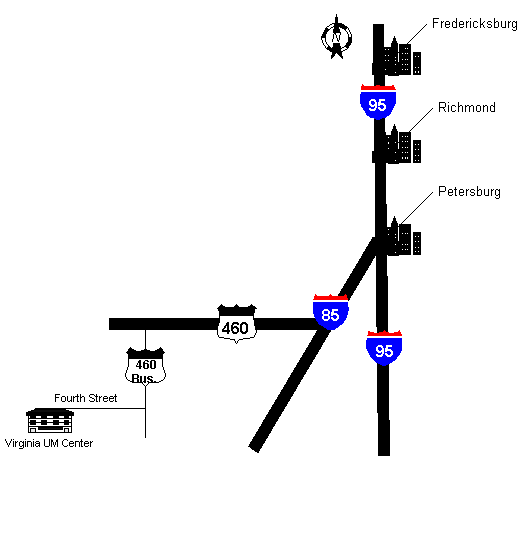 Fredericksburg
95
Richmond
Petersburg
85
460
95
460
Bus.
Fourth Street
Virginia UM Center